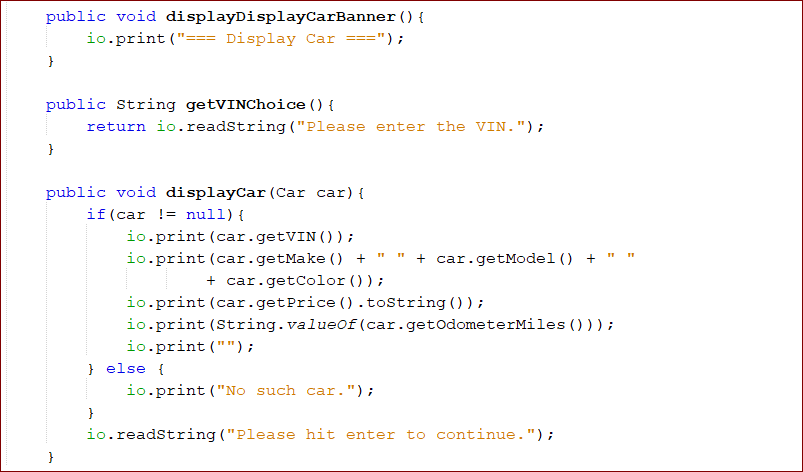 public void displayDisplayCarBanner(){
    io.print("=== Display Car ===");
}

public String getVINChoice(){
    return io.readString("Please enter the VIN.");
}

public void displayCar(Car car){
    if(car != null){
        io.print(car.getVIN());
        io.print(car.getMake() + " " + car.getModel() + " "
                + car.getColor());
        io.print(car.getPrice().toString());
        io.print(String.valueOf(car.getOdometerMiles()));
        io.print("");
    } else {
        io.print("No such car.");
    }
    io.readString("Please hit enter to continue.");
}